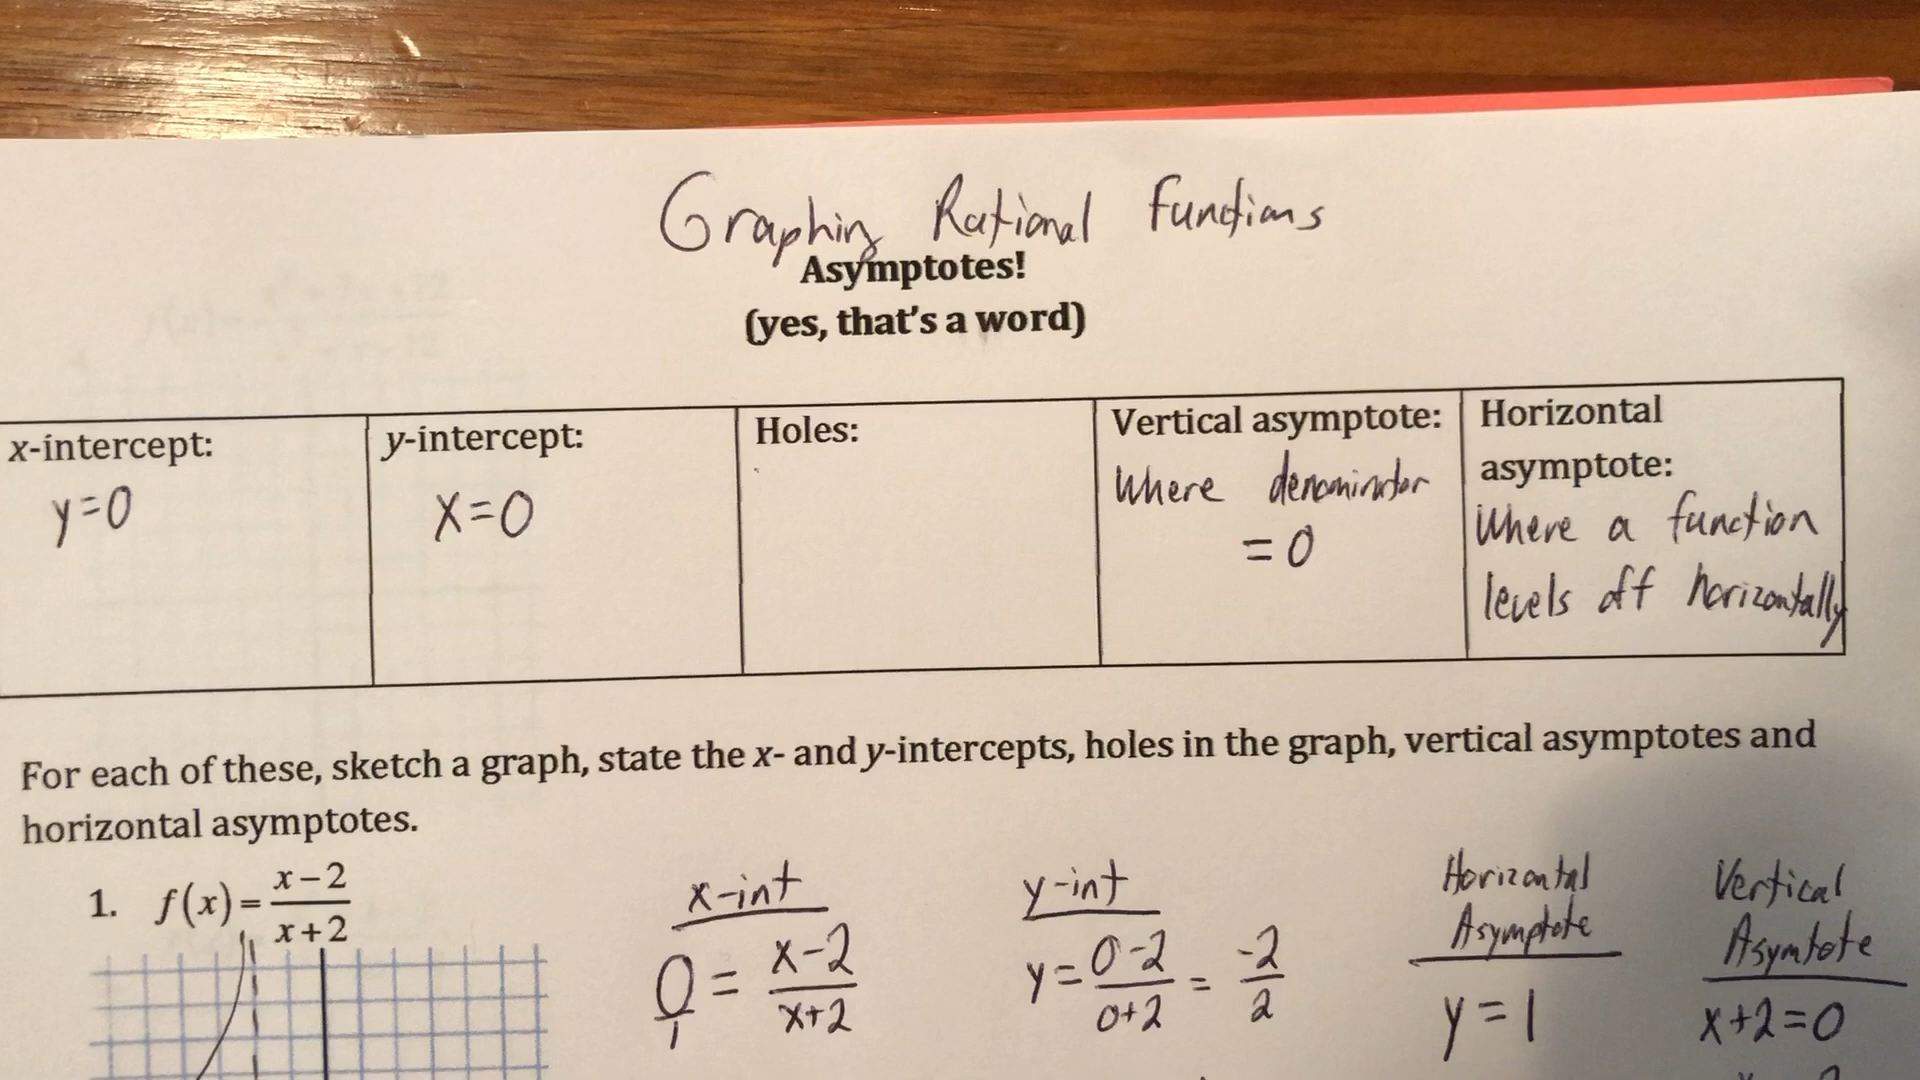 Graphing Rational Functions
Asymptotes!
(yes, that's a word)
x-intercept:
y=0
y-intercept:
x=0
Holes:
Vertical asymptote:
Where denominator
=0
Horizontal
asymptote:
Where a function
levels off horizontally
For each of these, sketch a graph, state the x- and y-intercepts, holes in the graph, vertical asymptotes and
horizontal asymptotes.
1. f(x)= (x-2)/(x+2)
x-int
0/1 = (x-2)/(x+2)
y-int
y= (0-2)/(0+2) = -2/2
Horizontal
Asymptote
y=1
Vertical
Asymtote
x+2=0